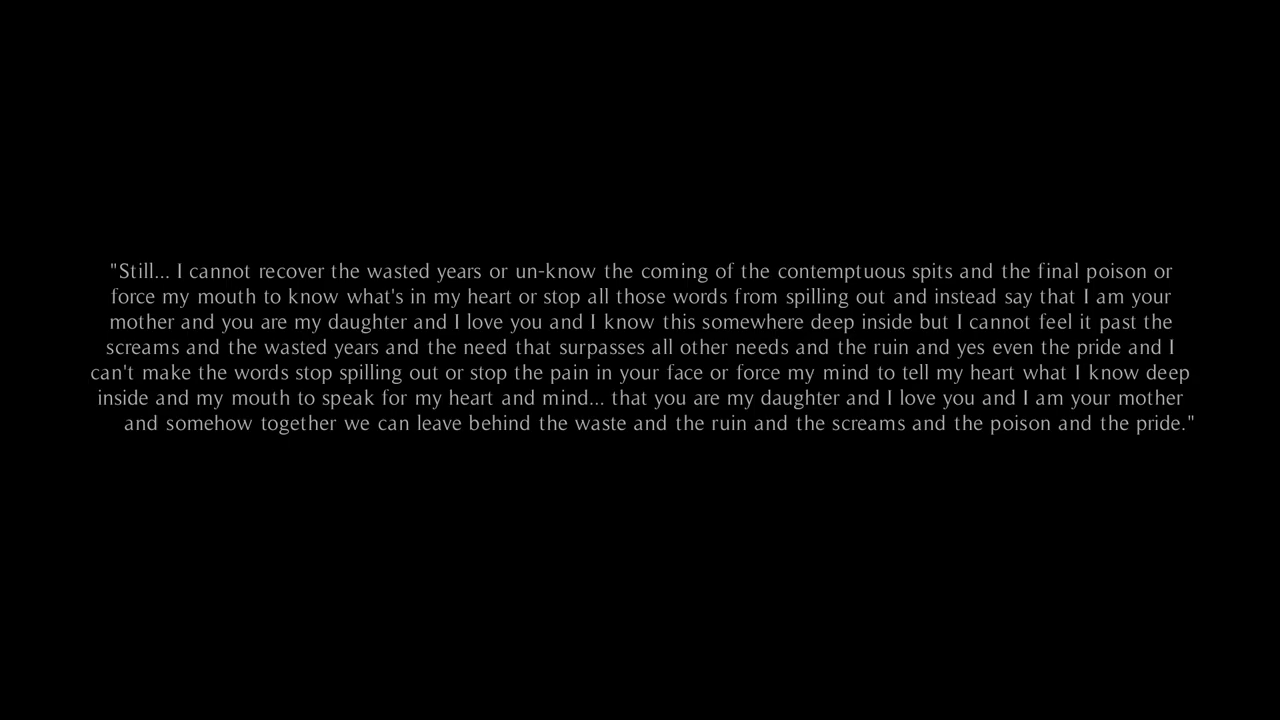 "Still... I cannot recover the wasted years or un-know the coming of the contemptuous spits and the final poison or
force my mouth to know what's in my heart or stop all those words from spilling out and instead say that I am your
mother and you are my daughter and I love you and I know this somewhere deep inside but I cannot feel it past the
screams and the wasted years and the need that surpasses all other needs and the ruin and yes even the pride and I
can't make the words stop spilling out or stop the pain in your face or force my mind to tell my heart what I know deep
inside and my mouth to speak for my heart and mind... that you are my daughter and I love you and I am your mother
and somehow together we can leave behind the waste and the ruin and the screams and the poison and the pride."